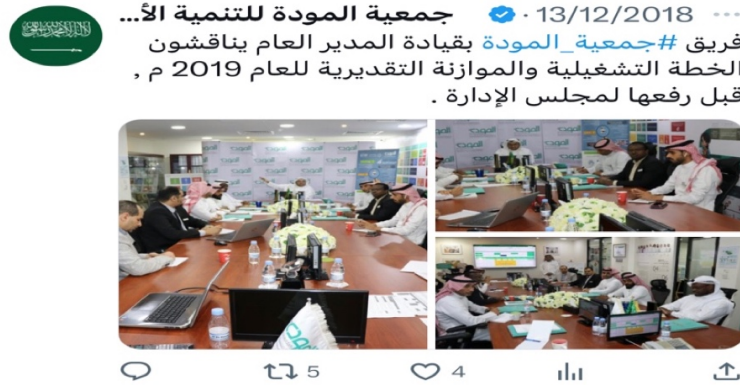 جمعية المودة للتنمية الأ... · 13/12/2018
فريق #جمعية_المودة بقيادة المدير العام يناقشون
الخطة التشغيلية والموازنة التقديرية للعام 2019 م ,
قبل رفعها لمجلس الإدارة .
المودة
5
4